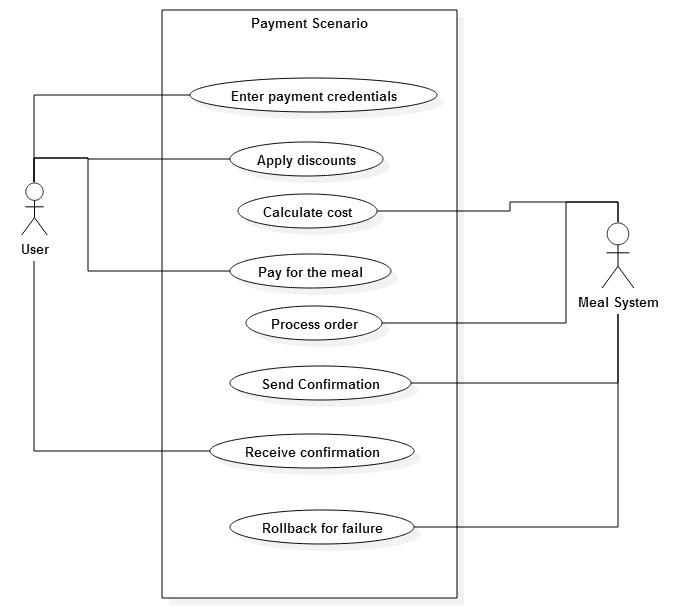 Payment Scenario
Enter payment credentials
Apply discounts
Calculate cost
User
Pay for the meal
Meal System
Process order
Send Confirmation
Receive confirmation
Rollback for failure